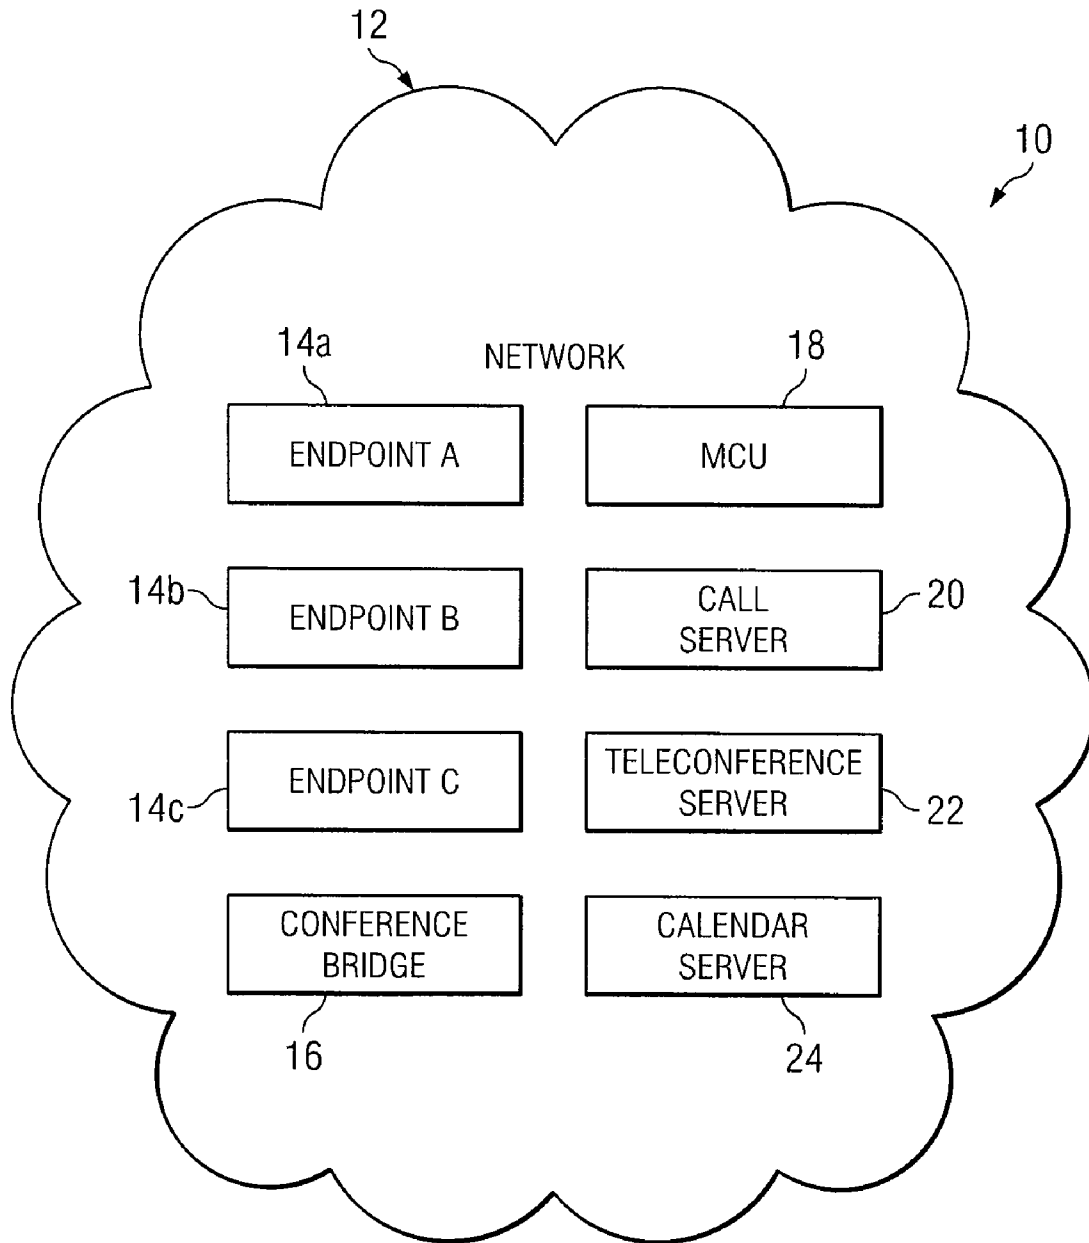 12
10
NETWORK
14a
18
ENDPOINT A
MCU
14b
ENDPOINT B
CALL
SERVER
20
14c
ENDPOINT C
TELECONFERENCE
SERVER
22
CONFERENCE
BRIDGE
CALENDAR
SERVER
16
24